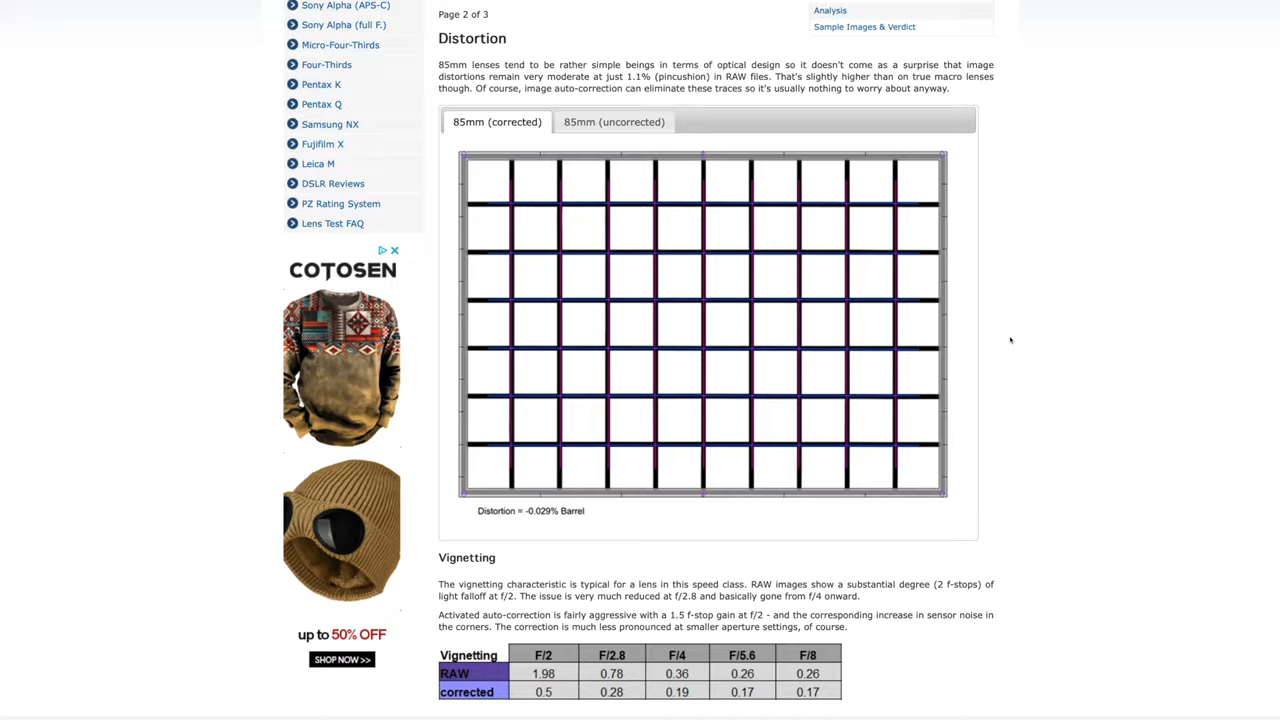 Sony Alpha (APS-C)
Sony Alpha (full F.)
Micro-Four-Thirds
Four-Thirds
Pentax K
Pentax Q
Samsung NX
Fujifilm X
Leica M
DSLR Reviews
PZ Rating System
Lens Test FAQ
COTOSEN
up to 50% OFF
SHOP NOW >>
Page 2 of 3
Analysis
Sample Images & Verdict
Distortion
85mm lenses tend to be rather simple beings in terms of optical design so it doesn't come as a surprise that image
distortions remain very moderate at just 1.1% (pincushion) in RAW files. That's slightly higher than on true macro lenses
though. Of course, image auto-correction can eliminate these traces so it's usually nothing to worry about anyway.
85mm (corrected) 85mm (uncorrected)
Distortion = -0.029% Barrel
Vignetting
The vignetting characteristic is typical for a lens in this speed class. RAW images show a substantial degree (2 f-stops) of
light falloff at f/2. The issue is very much reduced at f/2.8 and basically gone from f/4 onward.
Activated auto-correction is fairly aggressive with a 1.5 f-stop gain at f/2 - and the corresponding increase in sensor noise in
the corners. The correction is much less pronounced at smaller aperture settings, of course.
Vignetting F/2 F/2.8 F/4 F/5.6 F/8
RAW 1.98 0.78 0.36 0.26 0.26
corrected 0.5 0.28 0.19 0.17 0.17